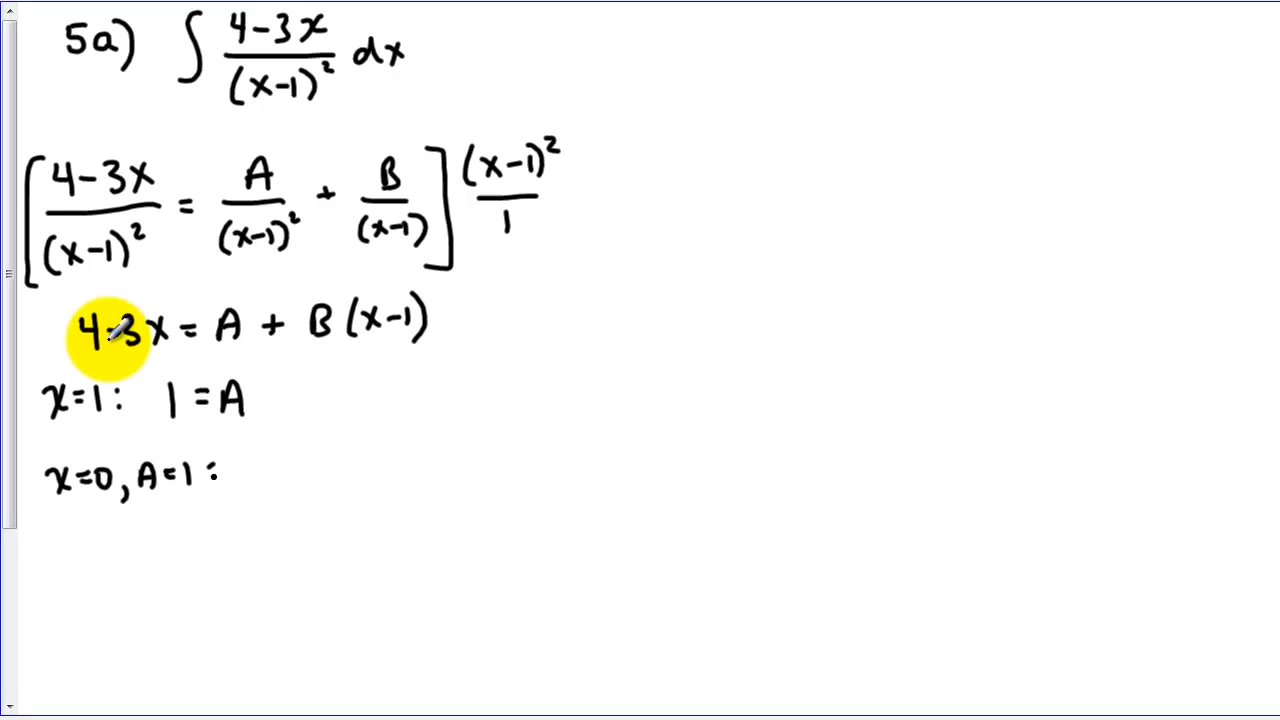 5a) ∫ (4-3x)/(x-1)² dx
[(4-3x)/(x-1)² = A/(x-1)² + B/(x-1)] (x-1)²/1
4-3x = A + B(x-1)
x=1: 1 = A
x=0, A=1: